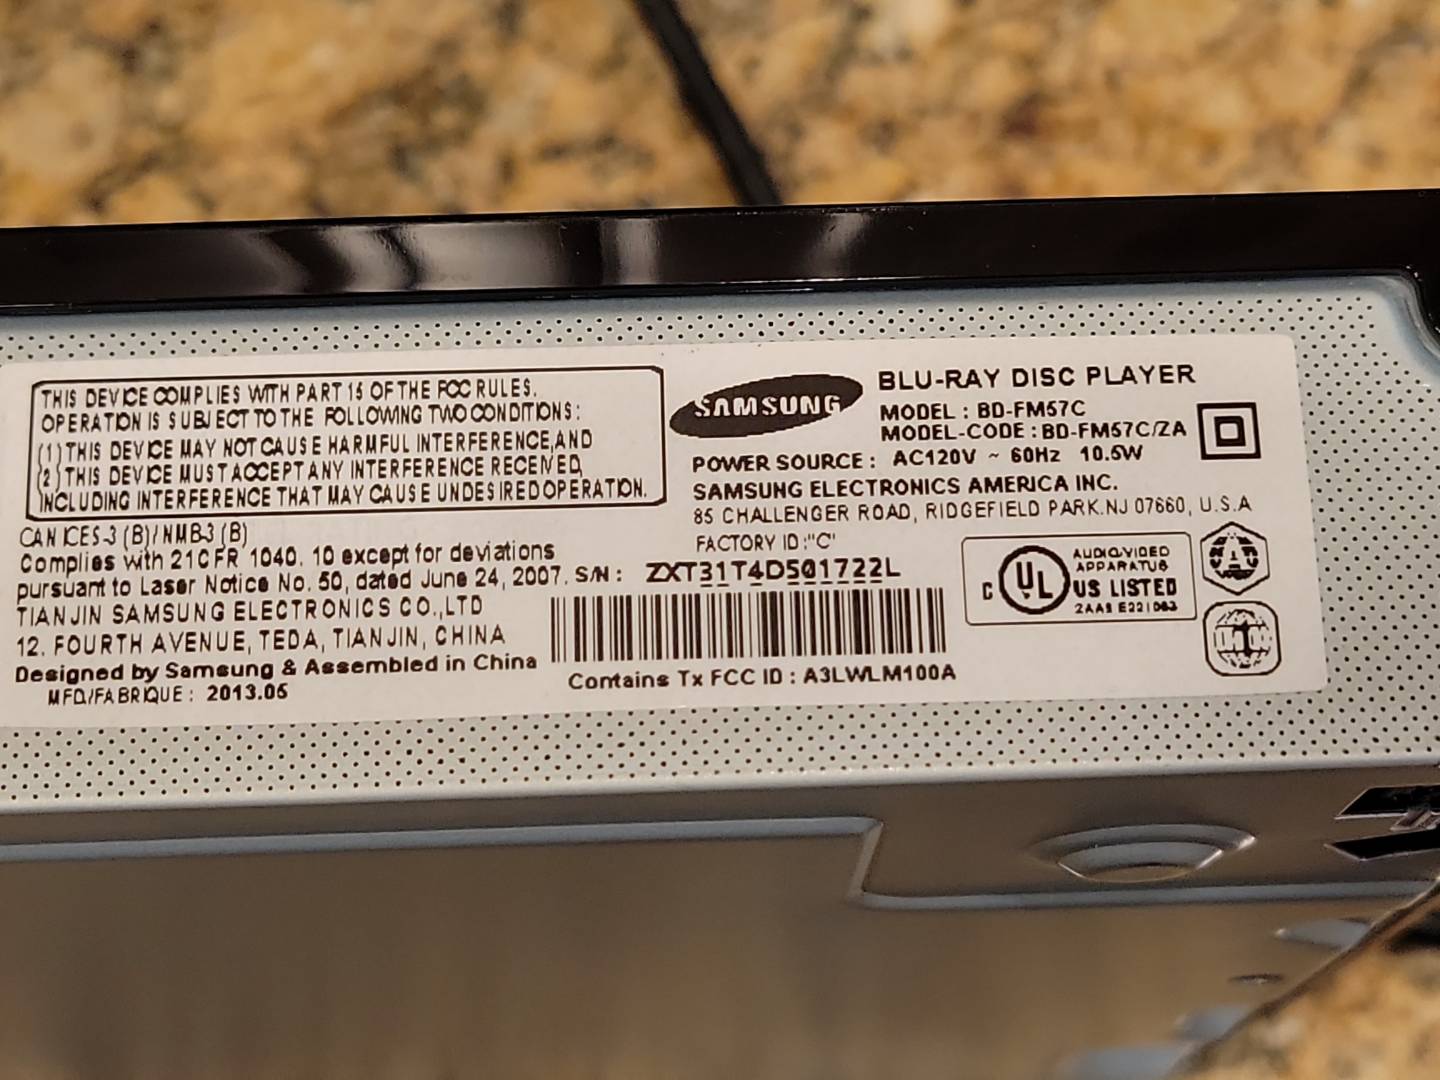 THIS DEVICE COMPLIES WITH PART 15 OF THE FCC RULES.
OPERATION IS SUBJECT TO THE FOLLOWING TWO CONDITIONS:
(1) THIS DEVICE MAY NOT CAUSE HARMFUL INTERFERENCE,AND
(2) THIS DEVICE MUST ACCEPT ANY INTERFERENCE RECEIVED,
INCLUDING INTERFERENCE THAT MAY CAUSE UNDESIRED OPERATION.
CAN ICES-3 (B)/ NMB-3 (B)
Complies with 21CFR 1040. 10 except for deviations
pursuant to Laser Notice No. 50, dated June 24, 2007.
TIANJIN SAMSUNG ELECTRONICS CO.,LTD
12. FOURTH AVENUE, TEDA, TIANJIN, CHINA
Designed by Samsung & Assembled in China
MFD/FABRIQUE : 2013.05
SAMSUNG
BLU-RAY DISC PLAYER
MODEL : BD-FM57C
MODEL-CODE : BD-FM57C/ZA
POWER SOURCE : AC120V ~ 60Hz 10.5W
SAMSUNG ELECTRONICS AMERICA INC.
85 CHALLENGER ROAD, RIDGEFIELD PARK.NJ 07660, U.S.A
FACTORY ID :"C"
S/N : ZXT31T4D501722L
Contains Tx FCC ID : A3LWLM100A
C UL US LISTED
AUDIO/VIDEO
APPARATUS
2AA9 E221063